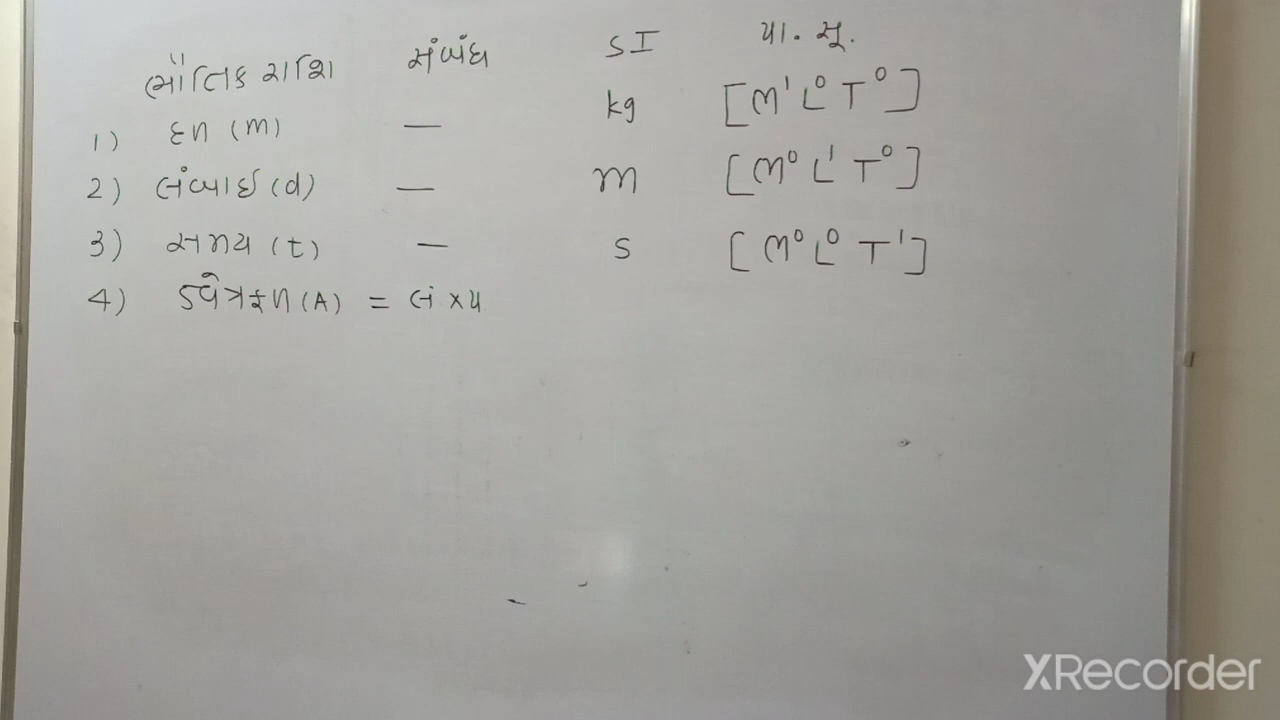 ભૌતિક રાશિ સંબંધ SI પા. સૂ.
1) દળ (m) — kg [M¹ L⁰ T⁰]
2) લંબાઇ (d) — m [M⁰ L¹ T⁰]
3) સમય (t) — s [M⁰ L⁰ T¹]
4) ક્ષેત્રફળ (A) = લં × પ
XRecorder